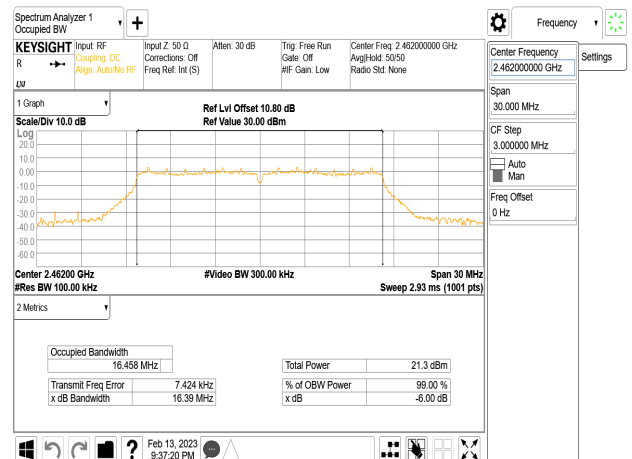 Spectrum Analyzer 1
Occupied BW
Frequency
KEYSIGHT
R
Input: RF
Coupling: DC
Align: Auto/No RF
Input Z: 50 Ω
Corrections: Off
Freq Ref: Int (S)
Atten: 30 dB
Trig: Free Run
Gate: Off
#IF Gain: Low
Center Freq: 2.462000000 GHz
Avg|Hold: 50/50
Radio Std: None
Center Frequency
2.462000000 GHz
Settings
Span
30.000 MHz
CF Step
3.000000 MHz
Auto
Man
Freq Offset
0 Hz
1 Graph
Scale/Div 10.0 dB
Ref Lvl Offset 10.80 dB
Ref Value 30.00 dBm
Log
20.0
10.0
0.00
-10.0
-20.0
-30.0
-40.0
-50.0
-60.0
Center 2.46200 GHz
#Res BW 100.00 kHz
#Video BW 300.00 kHz
Span 30 MHz
Sweep 2.93 ms (1001 pts)
2 Metrics
Occupied Bandwidth
16.458 MHz
Transmit Freq Error 7.424 kHz
x dB Bandwidth 16.39 MHz
Total Power 21.3 dBm
% of OBW Power 99.00 %
x dB -6.00 dB
?
Feb 13, 2023
9:37:20 PM